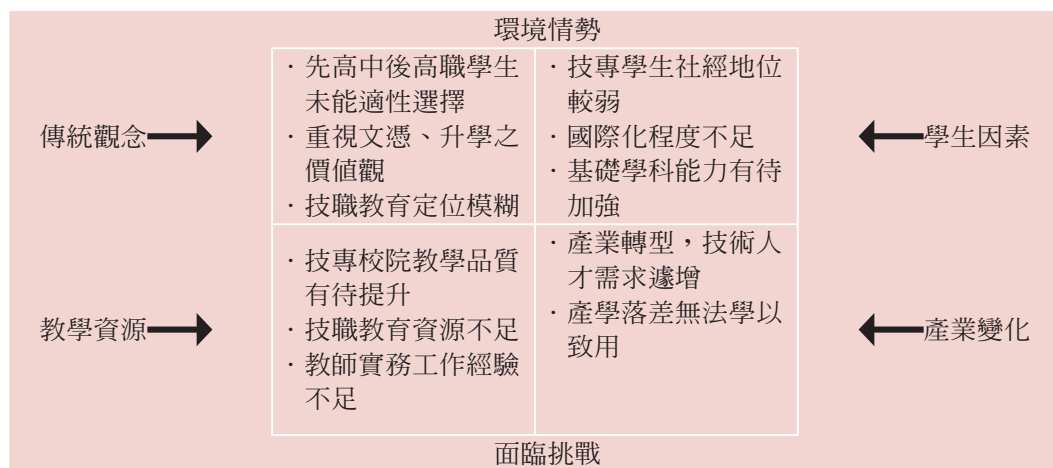 環境情勢
傳統觀念
· 先高中後高職學生
未能適性選擇
· 重視文憑、升學之
價值觀
· 技職教育定位模糊
· 技專學生社經地位
較弱
· 國際化程度不足
· 基礎學科能力有待
加強
學生因素
教學資源
· 技專校院教學品質
有待提升
· 技職教育資源不足
· 教師實務工作經驗
不足
· 產業轉型，技術人
才需求遽增
· 產學落差無法學以
致用
產業變化
面臨挑戰